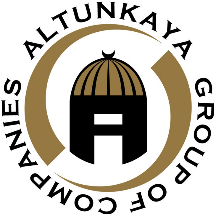 ALTUNKAYA GROUP OF COMPANIES